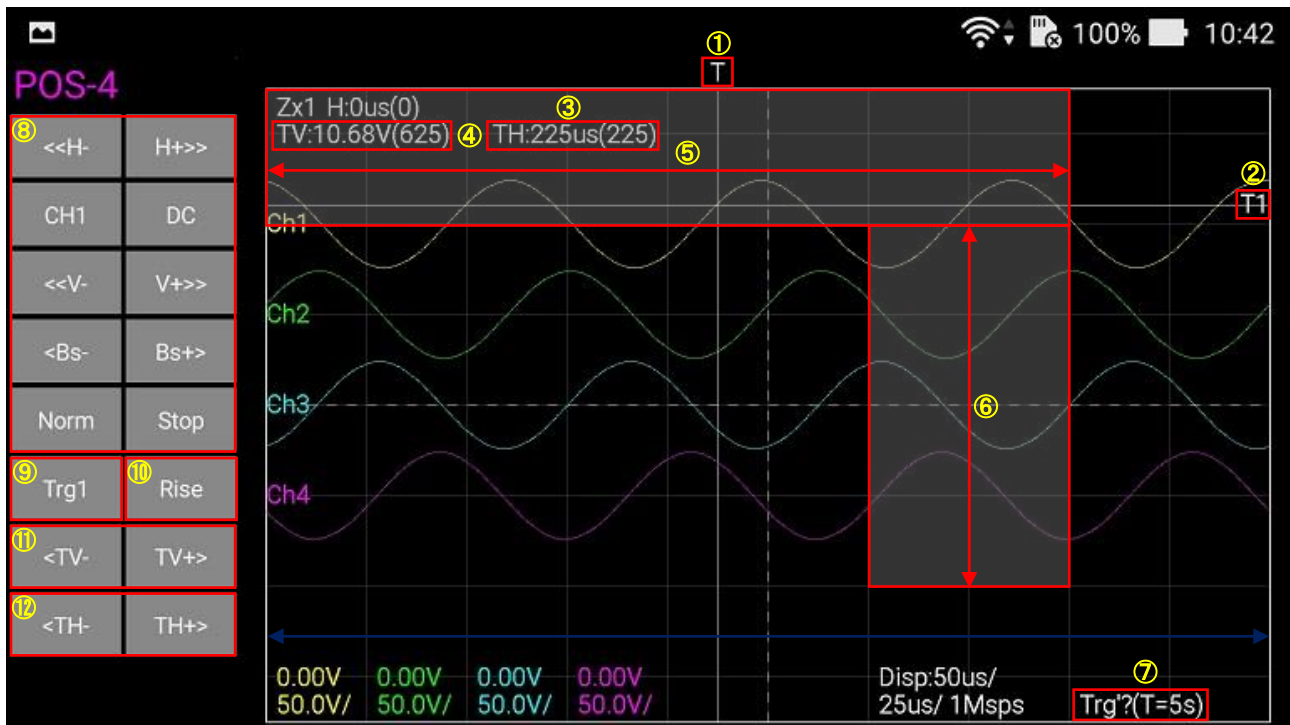 100% 10:42
①
T
POS-4
⑧ <<H- H+>>
CH1 DC
<<V- V+>>
<Bs- Bs+>
Norm Stop
⑨ Trg1 ⑩ Rise
⑪ <TV- TV+>
⑫ <TH- TH+>
Zx1 H:0us(0) ③
TV:10.68V(625) ④ TH:225us(225)
⑤
②
T1
Ch1
Ch2
Ch3
⑥
Ch4
0.00V 0.00V 0.00V 0.00V
50.0V/ 50.0V/ 50.0V/ 50.0V/
Disp:50us/
25us/ 1Msps
⑦
Trg'?(T=5s)